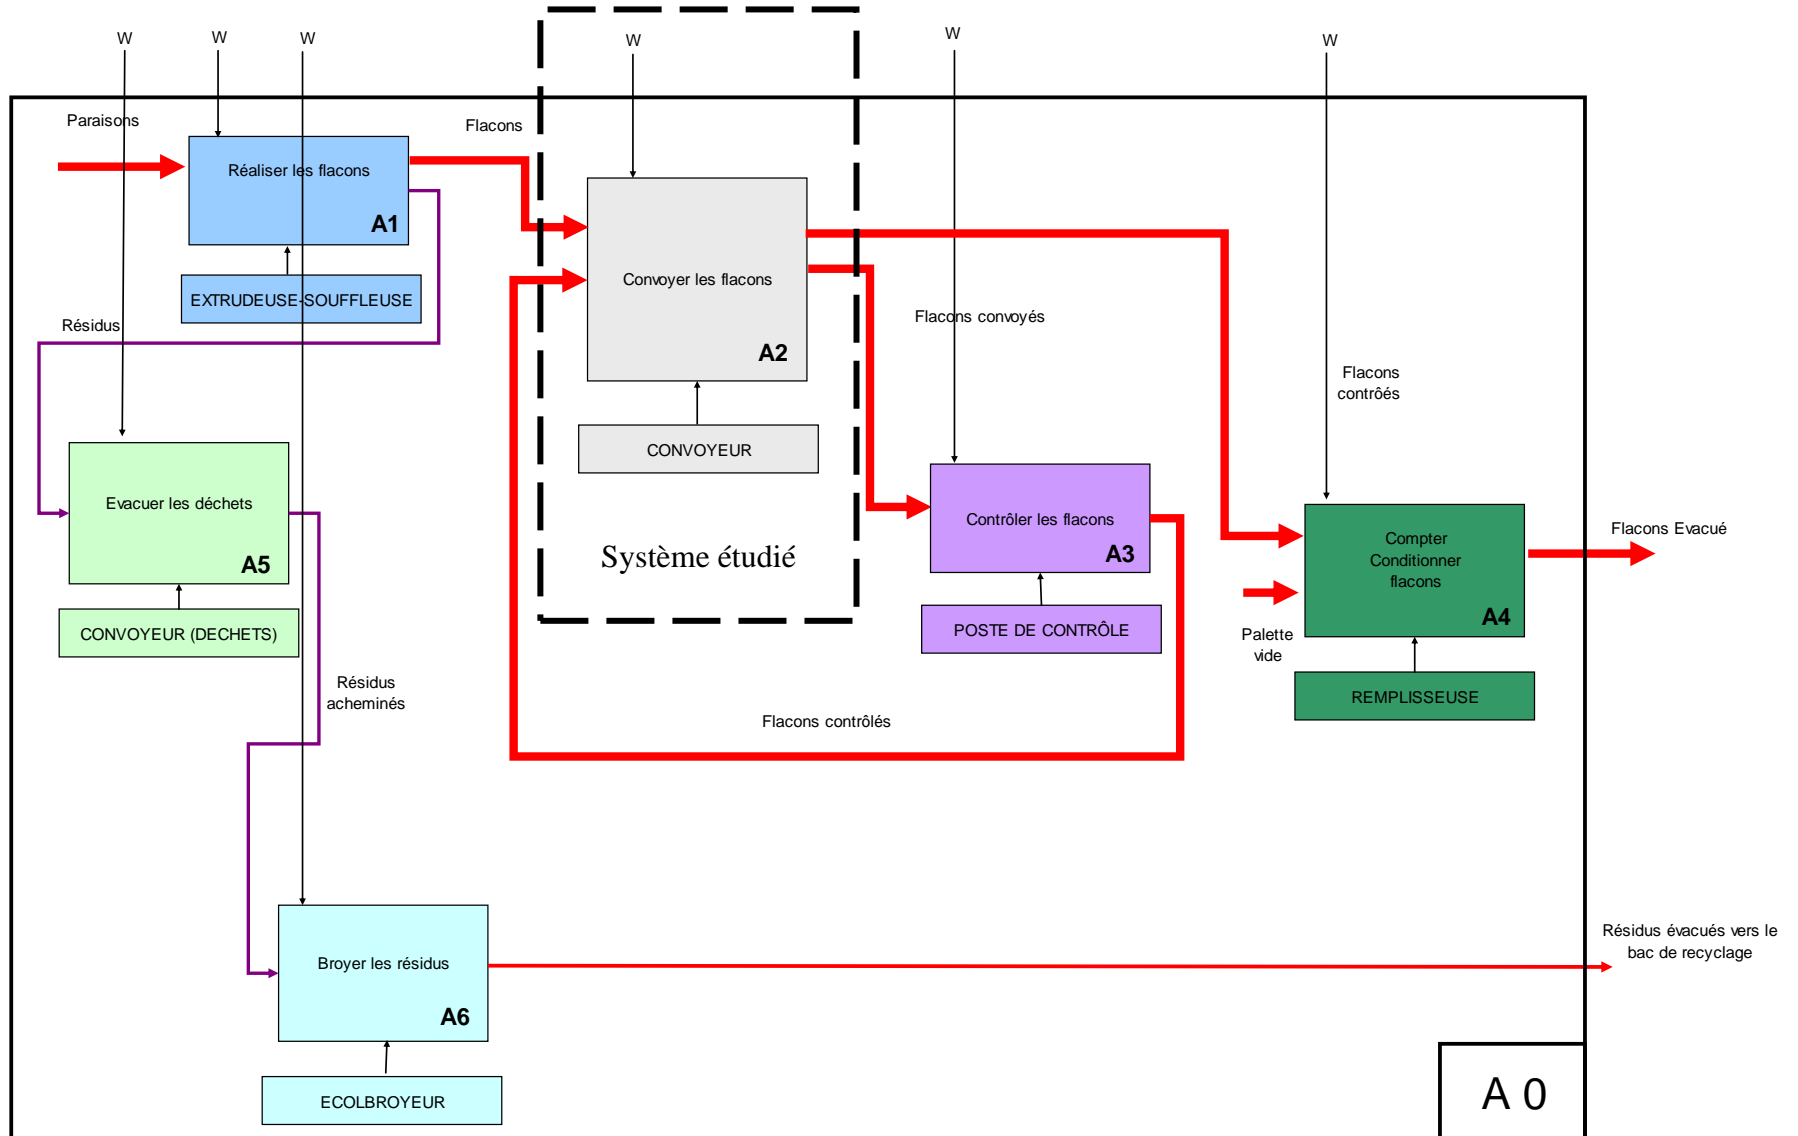 W
W
W
W
W
W
Paraisons
Flacons
Réaliser les flacons
A1
EXTRUDEUSE-SOUFFLEUSE
Résidus
Convoyer les flacons
A2
CONVOYEUR
Système étudié
Flacons convoyés
Flacons
contrôés
Evacuer les déchets
A5
CONVOYEUR (DECHETS)
Contrôler les flacons
A3
POSTE DE CONTRÔLE
Compter
Conditionner
flacons
A4
Palette
vide
REMPLISSEUSE
Flacons Evacué
Résidus
acheminés
Flacons contrôlés
Broyer les résidus
A6
ECOLBROYEUR
Résidus évacués vers le
bac de recyclage
A 0